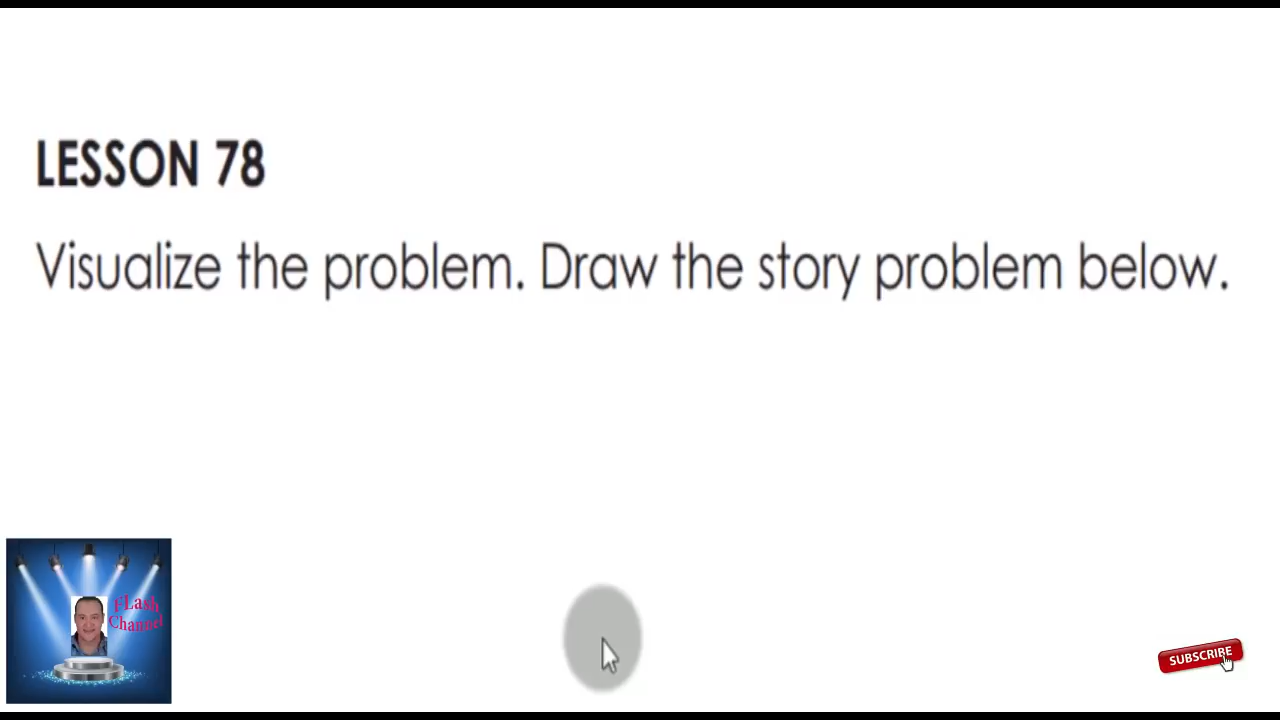 LESSON 78
Visualize the problem. Draw the story problem below.
FLash
Channel
SUBSCRIBE